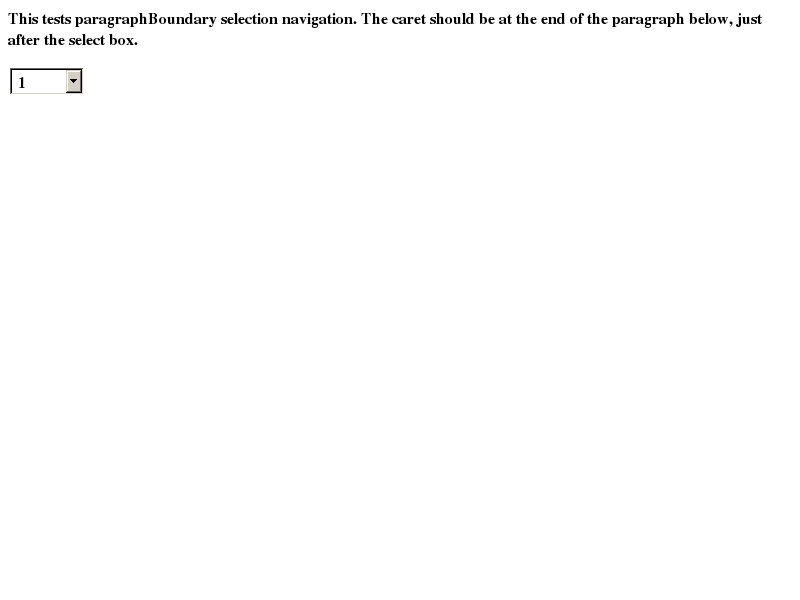 This tests paragraphBoundary selection navigation. The caret should be at the end of the paragraph below, just
after the select box.
1